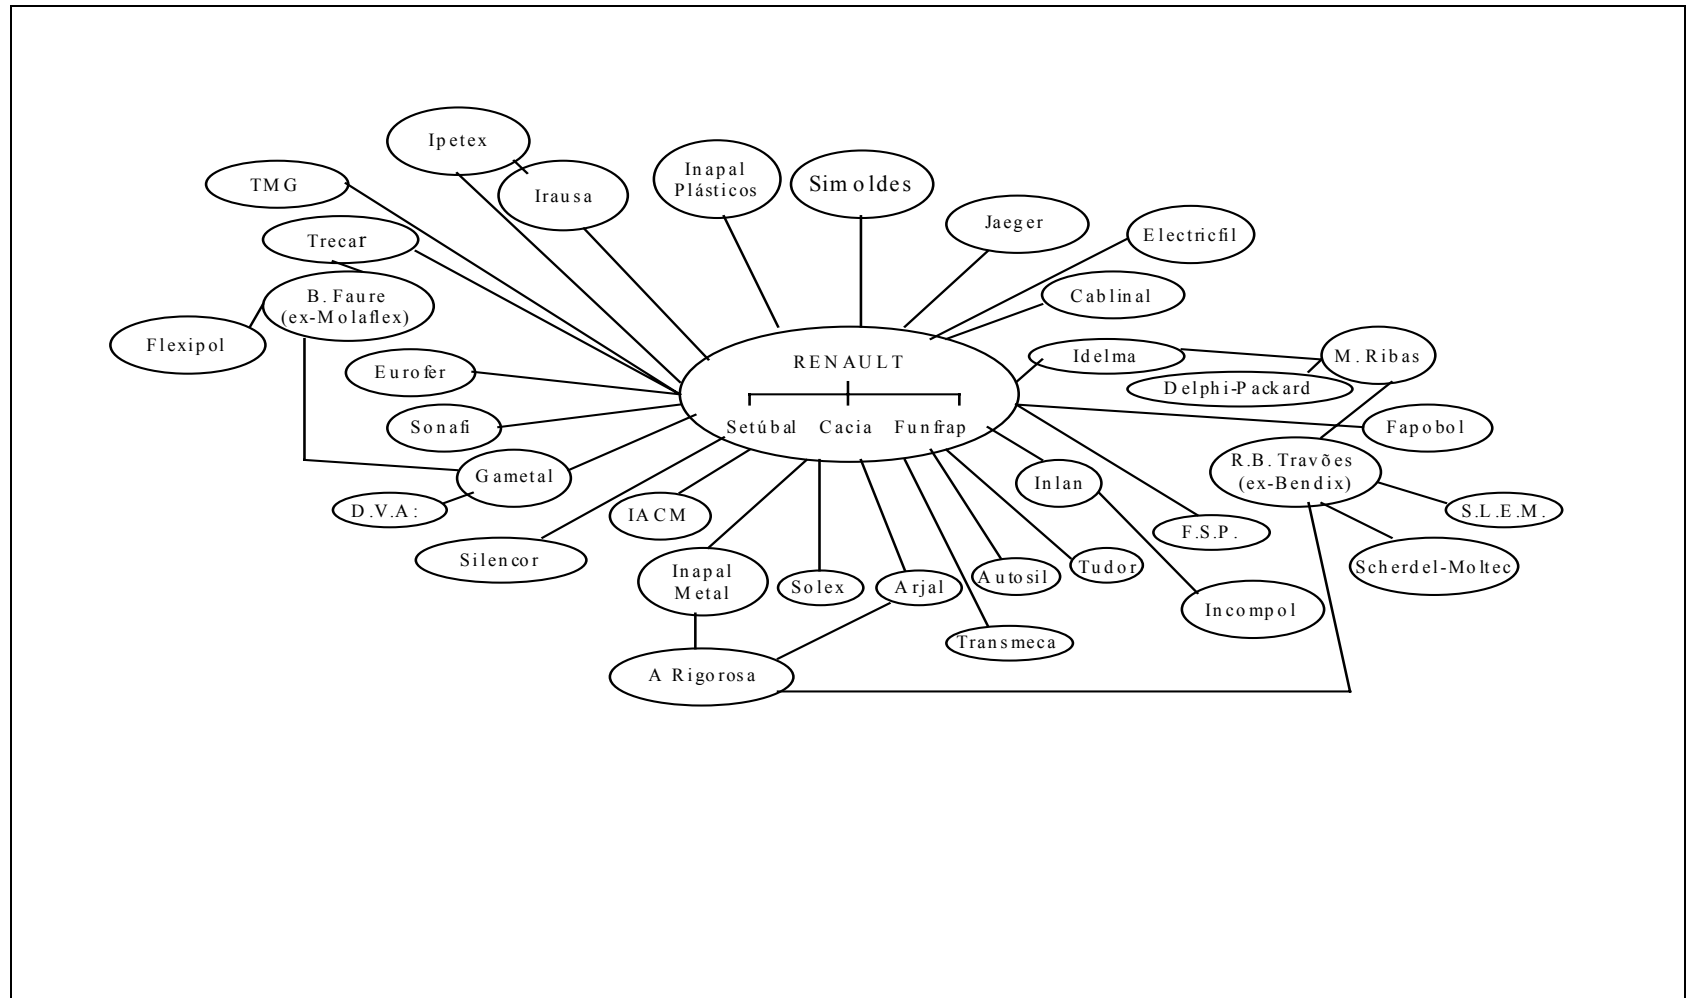 Ipetex
Inapal
Plásticos
Simoldes
TMG
Irausa
Jaeger
Electricfil
Trecar
B. Faure
(ex-Molaflex)
Cablinal
Flexipol
RENAULT
Idelma
M. Ribas
Eurofer
Delphi-Packard
Sonafi
Setúbal Cacia Funfrap
Fapobol
Gametal
Inlan
R.B. Travões
(ex-Bendix)
D.V.A:
IACM
S.L.E.M.
F.S.P.
Silencor
Inapal
Metal
Solex
Arjal
Autosil
Tudor
Scherdel-Moltec
Incompol
Transmeca
A Rigorosa